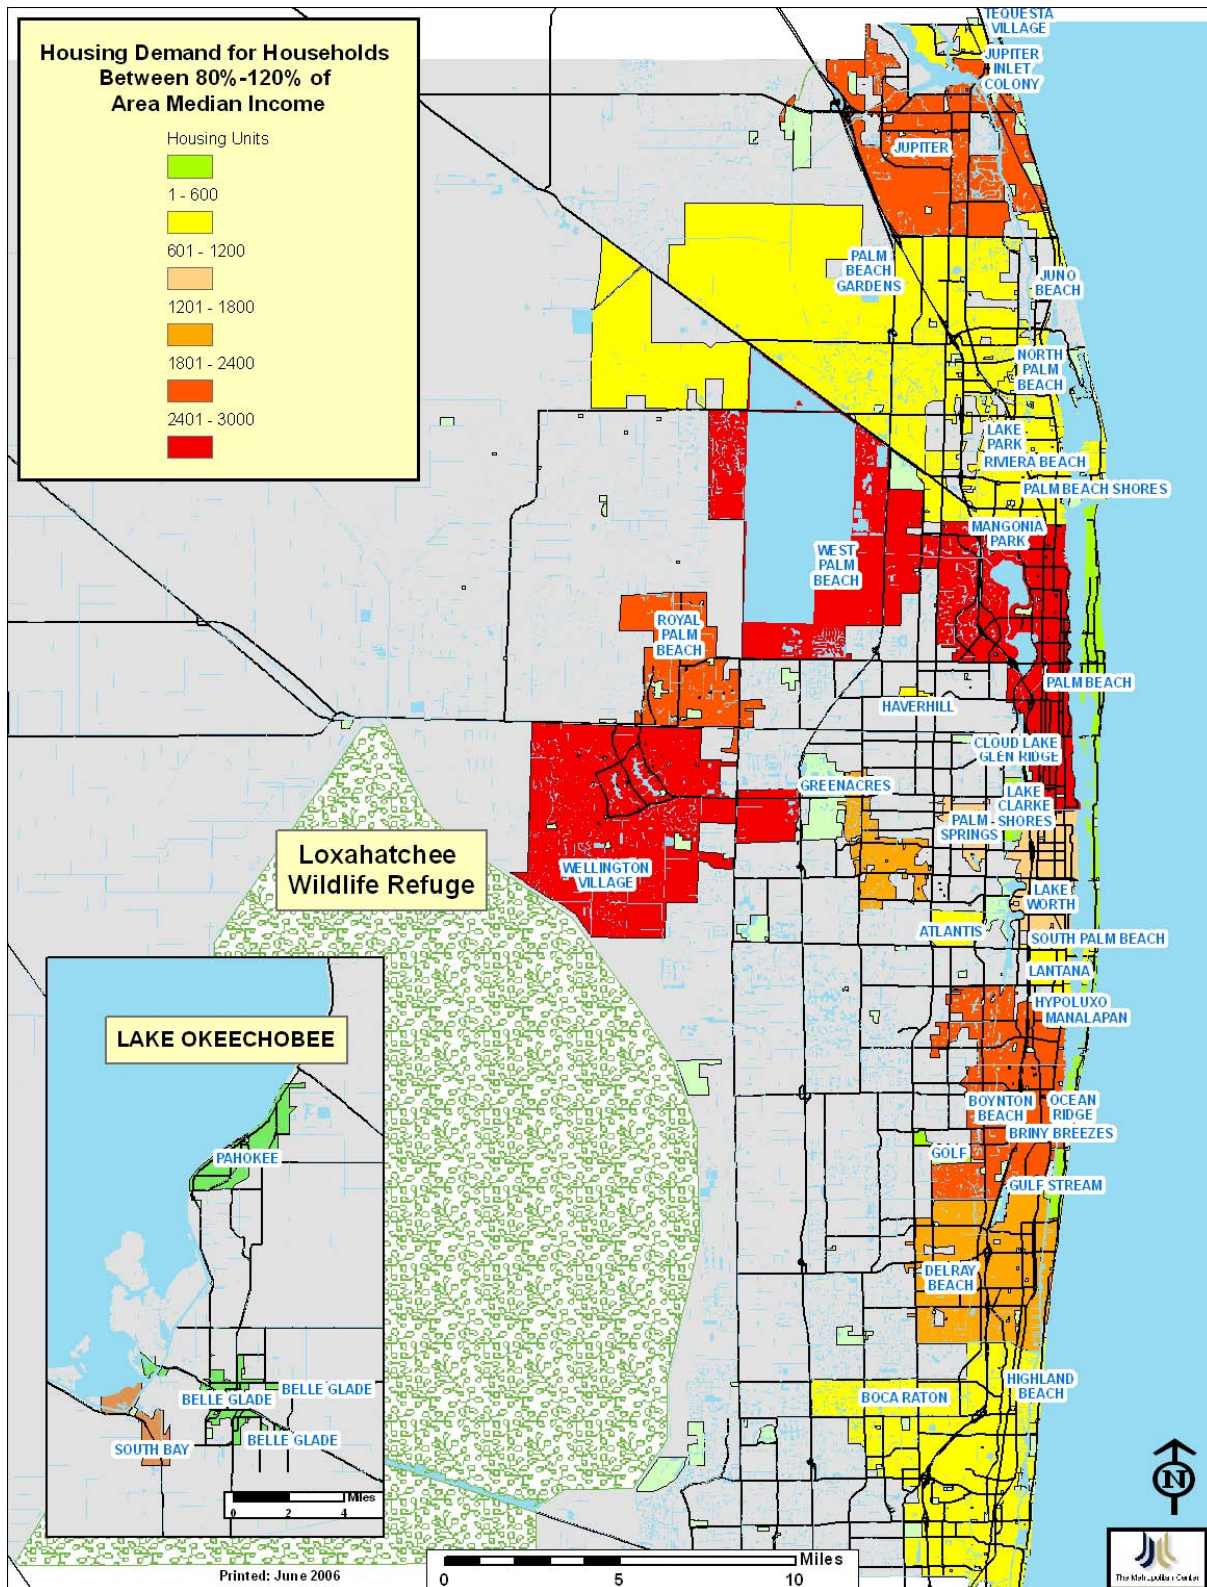 Housing Demand for Households
Between 80%-120% of
Area Median Income
Housing Units
1 - 600
601 - 1200
1201 - 1800
1801 - 2400
2401 - 3000
TEQUESTA
VILLAGE
JUPITER
INLET
COLONY
JUPITER
PALM
BEACH
GARDENS
JUNO
BEACH
NORTH
PALM
BEACH
LAKE
PARK
RIVIERA BEACH
PALM BEACH SHORES
MANGONIA
PARK
WEST
PALM
BEACH
ROYAL
PALM
BEACH
PALM BEACH
HAVERHILL
CLOUD LAKE
GLEN RIDGE
GREENACRES
LAKE
CLARKE
SHORES
PALM
SPRINGS
Loxahatchee
Wildlife Refuge
WELLINGTON
VILLAGE
LAKE
WORTH
ATLANTIS
SOUTH PALM BEACH
LANTANA
HYPOLUXO
MANALAPAN
LAKE OKEECHOBEE
BOYNTON
BEACH
OCEAN
RIDGE
BRINY BREEZES
GOLF
PAHOKEE
GULF STREAM
DELRAY
BEACH
HIGHLAND
BEACH
BOCA RATON
BELLE GLADE
BELLE GLADE
BELLE GLADE
SOUTH BAY
Miles
0 2 4
N
Printed: June 2006
Miles
0 5 10
The Metropolitan Center